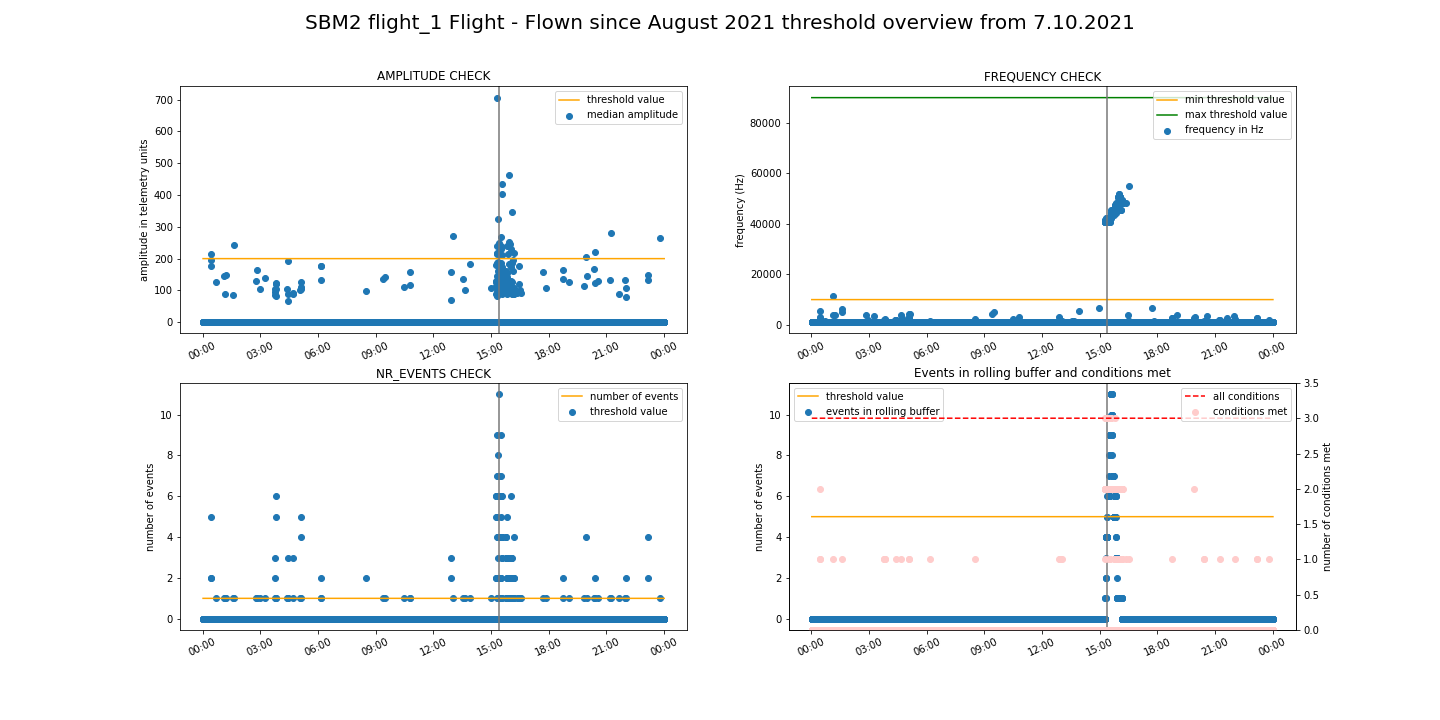 SBM2 flight_1 Flight - Flown since August 2021 threshold overview from 7.10.2021
AMPLITUDE CHECK
amplitude in telemetry units
700
600
500
400
300
200
100
0
threshold value
median amplitude
00:00 03:00 06:00 09:00 12:00 15:00 18:00 21:00 00:00
FREQUENCY CHECK
frequency (Hz)
80000
60000
40000
20000
0
min threshold value
max threshold value
frequency in Hz
00:00 03:00 06:00 09:00 12:00 15:00 18:00 21:00 00:00
NR_EVENTS CHECK
number of events
10
8
6
4
2
0
number of events
threshold value
00:00 03:00 06:00 09:00 12:00 15:00 18:00 21:00 00:00
Events in rolling buffer and conditions met
number of events
10
8
6
4
2
0
threshold value
events in rolling buffer
all conditions
conditions met
3.5
3.0
2.5
2.0
1.5
1.0
0.5
0.0
number of conditions met
00:00 03:00 06:00 09:00 12:00 15:00 18:00 21:00 00:00